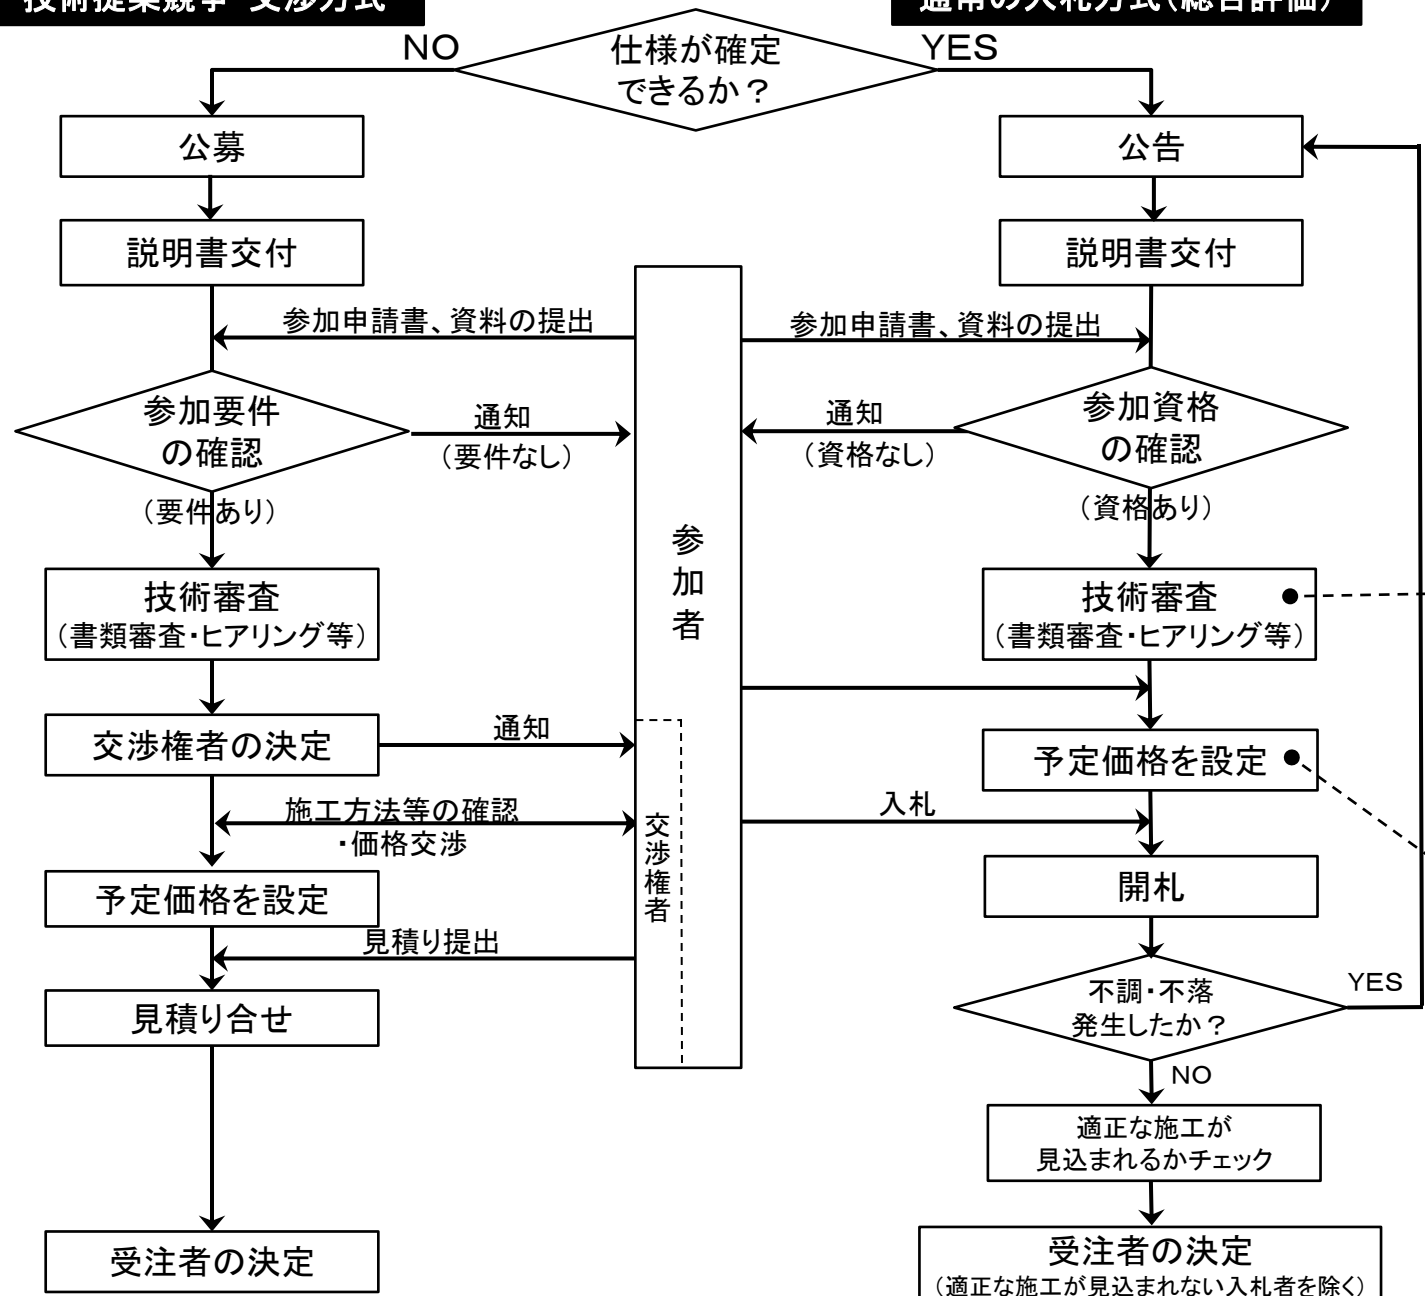 技術提案競争・交渉方式
通常の入札方式(総合評価)
仕様が確定
できるか？
NO
YES
公募
説明書交付
参加申請書、資料の提出
参加要件
の確認
通知
(要件なし)
(要件あり)
技術審査
(書類審査・ヒアリング等)
交渉権者の決定
通知
施工方法等の確認
・価格交渉
予定価格を設定
見積り提出
見積り合せ
受注者の決定
参加者
交渉権者
公告
説明書交付
参加申請書、資料の提出
参加資格
の確認
通知
(資格なし)
(資格あり)
技術審査
(書類審査・ヒアリング等)
予定価格を設定
入札
開札
不調・不落
発生したか？
YES
NO
適正な施工が
見込まれるかチェック
受注者の決定
(適正な施工が見込まれない入札者を除く)